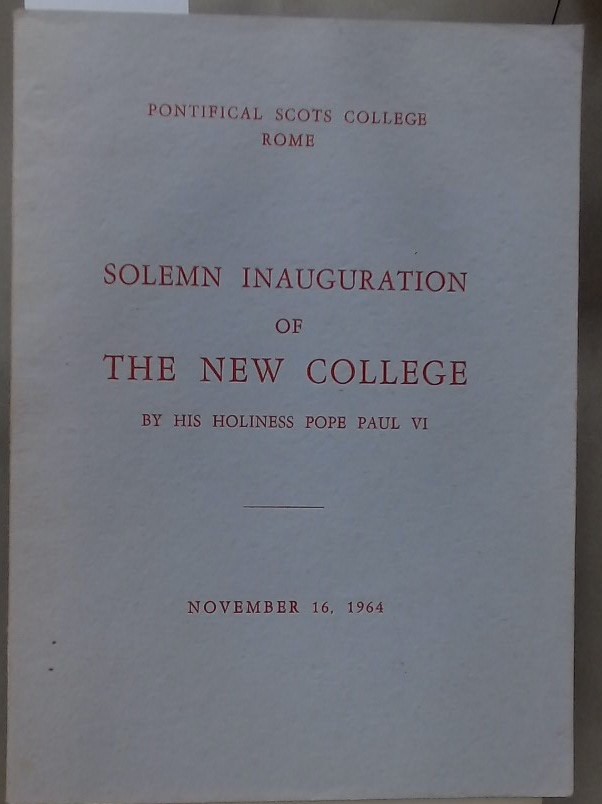 PONTIFICAL SCOTS COLLEGE
ROME
SOLEMN INAUGURATION
OF
THE NEW COLLEGE
BY HIS HOLINESS POPE PAUL VI
NOVEMBER 16, 1964